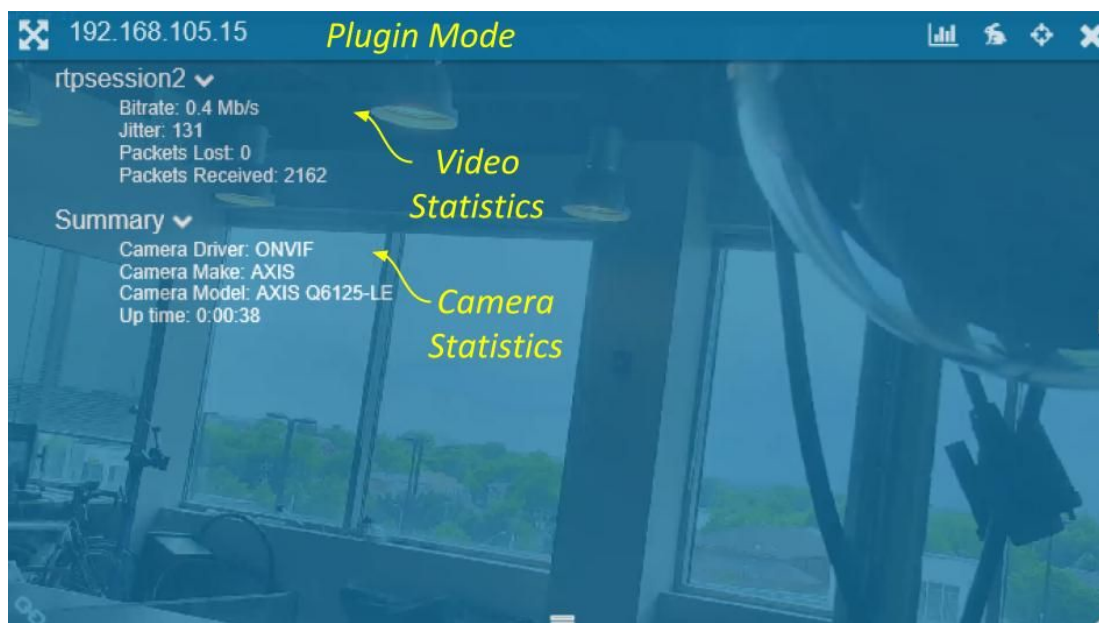 192.168.105.15
Plugin Mode
rtpsession2
Bitrate: 0.4 Mb/s
Jitter: 131
Packets Lost: 0
Packets Received: 2162
Video
Statistics
Summary
Camera Driver: ONVIF
Camera Make: AXIS
Camera Model: AXIS Q6125-LE
Up time: 0:00:38
Camera
Statistics